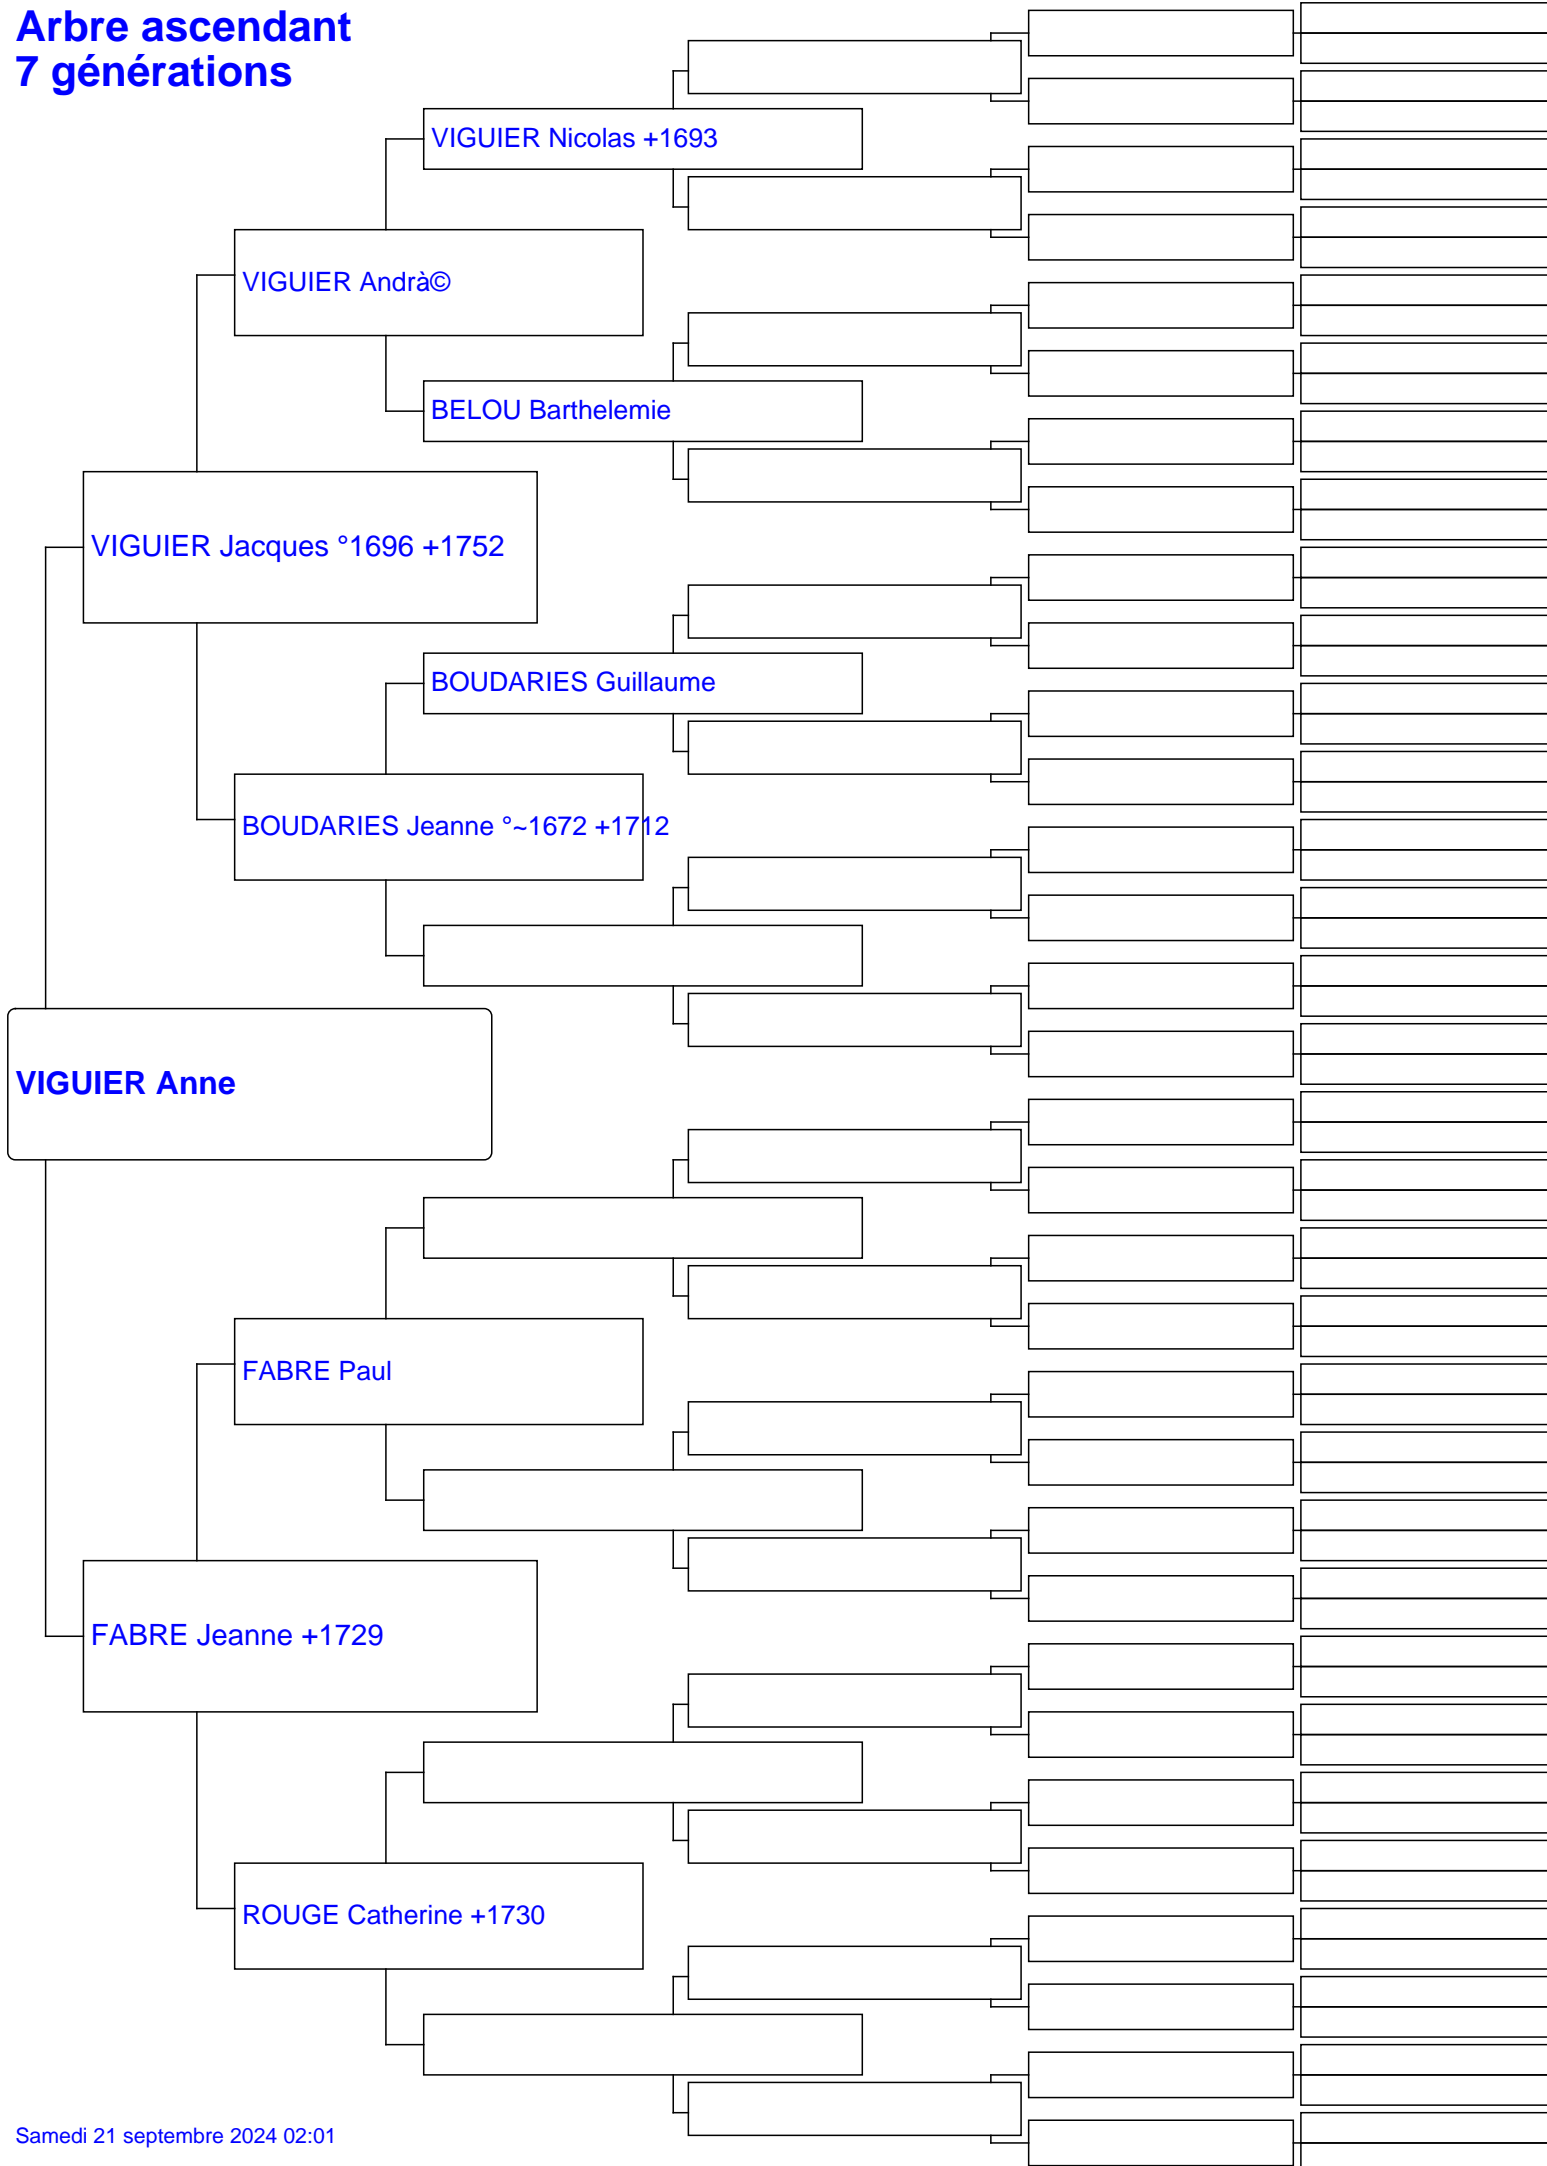 Arbre ascendant
7 générations
VIGUIER Nicolas +1693
VIGUIER Andrà©
BELOU Barthelemie
VIGUIER Jacques °1696 +1752
BOUDARIES Guillaume
BOUDARIES Jeanne °~1672 +1712
VIGUIER Anne
FABRE Paul
FABRE Jeanne +1729
ROUGE Catherine +1730
Samedi 21 septembre 2024 02:01